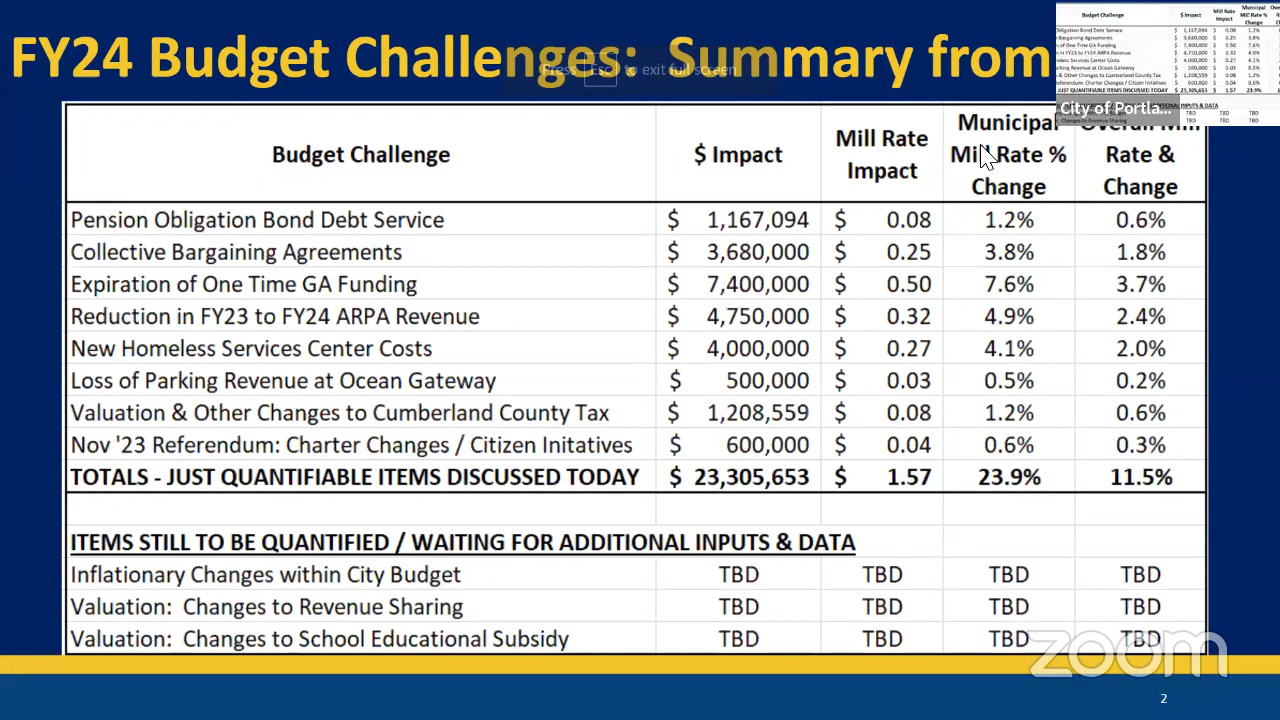 FY24 Budget Challenges: Summary from
Press Esc to exit full screen
Budget Challenge $ Impact Mill Rate Impact Municipal Mill Rate % Change Overall Mill Rate & Change
Pension Obligation Bond Debt Service $ 1,167,094 $ 0.08 1.2% 0.6%
Collective Bargaining Agreements $ 3,680,000 $ 0.25 3.8% 1.8%
Expiration of One Time GA Funding $ 7,400,000 $ 0.50 7.6% 3.7%
Reduction in FY23 to FY24 ARPA Revenue $ 4,750,000 $ 0.32 4.9% 2.4%
New Homeless Services Center Costs $ 4,000,000 $ 0.27 4.1% 2.0%
Loss of Parking Revenue at Ocean Gateway $ 500,000 $ 0.03 0.5% 0.2%
Valuation & Other Changes to Cumberland County Tax $ 1,208,559 $ 0.08 1.2% 0.6%
Nov '23 Referendum: Charter Changes / Citizen Initatives $ 600,000 $ 0.04 0.6% 0.3%
TOTALS - JUST QUANTIFIABLE ITEMS DISCUSSED TODAY $ 23,305,653 $ 1.57 23.9% 11.5%
ITEMS STILL TO BE QUANTIFIED / WAITING FOR ADDITIONAL INPUTS & DATA
Inflationary Changes within City Budget TBD TBD TBD TBD
Valuation: Changes to Revenue Sharing TBD TBD TBD TBD
Valuation: Changes to School Educational Subsidy TBD TBD TBD TBD
City of Portla...
zoom
2